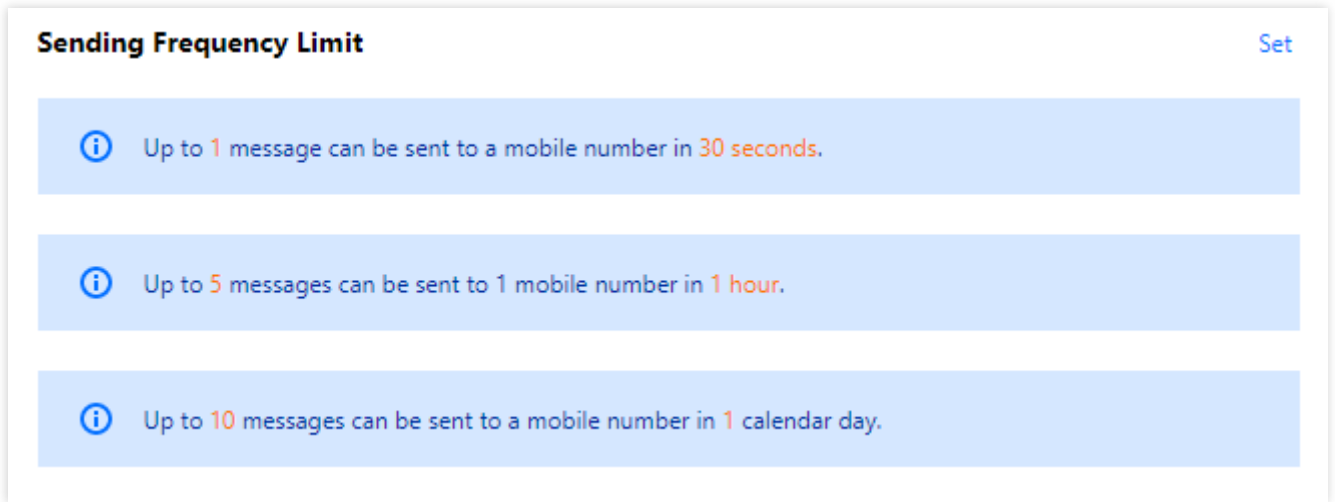 Sending Frequency Limit
Set
Up to 1 message can be sent to a mobile number in 30 seconds.
Up to 5 messages can be sent to 1 mobile number in 1 hour.
Up to 10 messages can be sent to a mobile number in 1 calendar day.